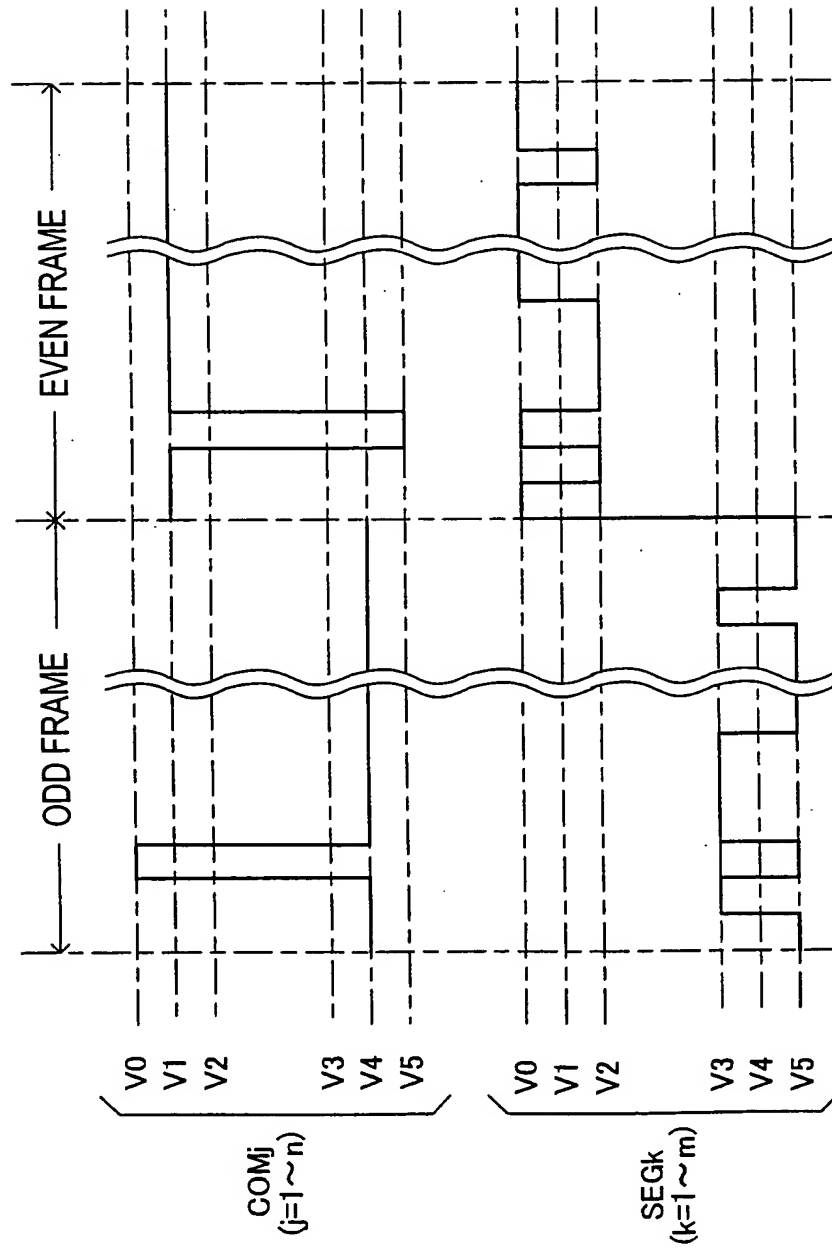 ODD FRAME
EVEN FRAME
COMj
(j=1～n)
V0
V1
V2
V3
V4
V5
SEGk
(k=1～m)
V0
V1
V2
V3
V4
V5